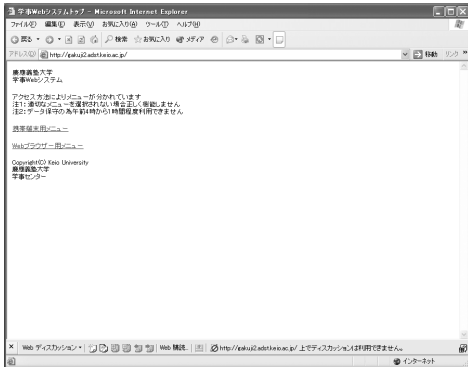 学事Webシステムトップ - Microsoft Internet Explorer
ファイル(F) 編集(E) 表示(V) お気に入り(A) ツール(T) ヘルプ(H)
戻る 検索 お気に入り メディア
アドレス(D) http://gakuji2.adst.keio.ac.jp/ 移動 リンク »
慶應義塾大学
学事Webシステム
アクセス方法によりメニューが分かれています
注1: 適切なメニューを選択されない場合正しく機能しません
注2: データ保守の為午前4時から1時間程度利用できません
携帯端末用メニュー
Webブラウザー用メニュー
Copyright(C) Keio University
慶應義塾大学
学事センター
× Web ディスカッション Web 購読... http://gakuji2.adst.keio.ac.jp/ 上でディスカッションは利用できません。
インターネット